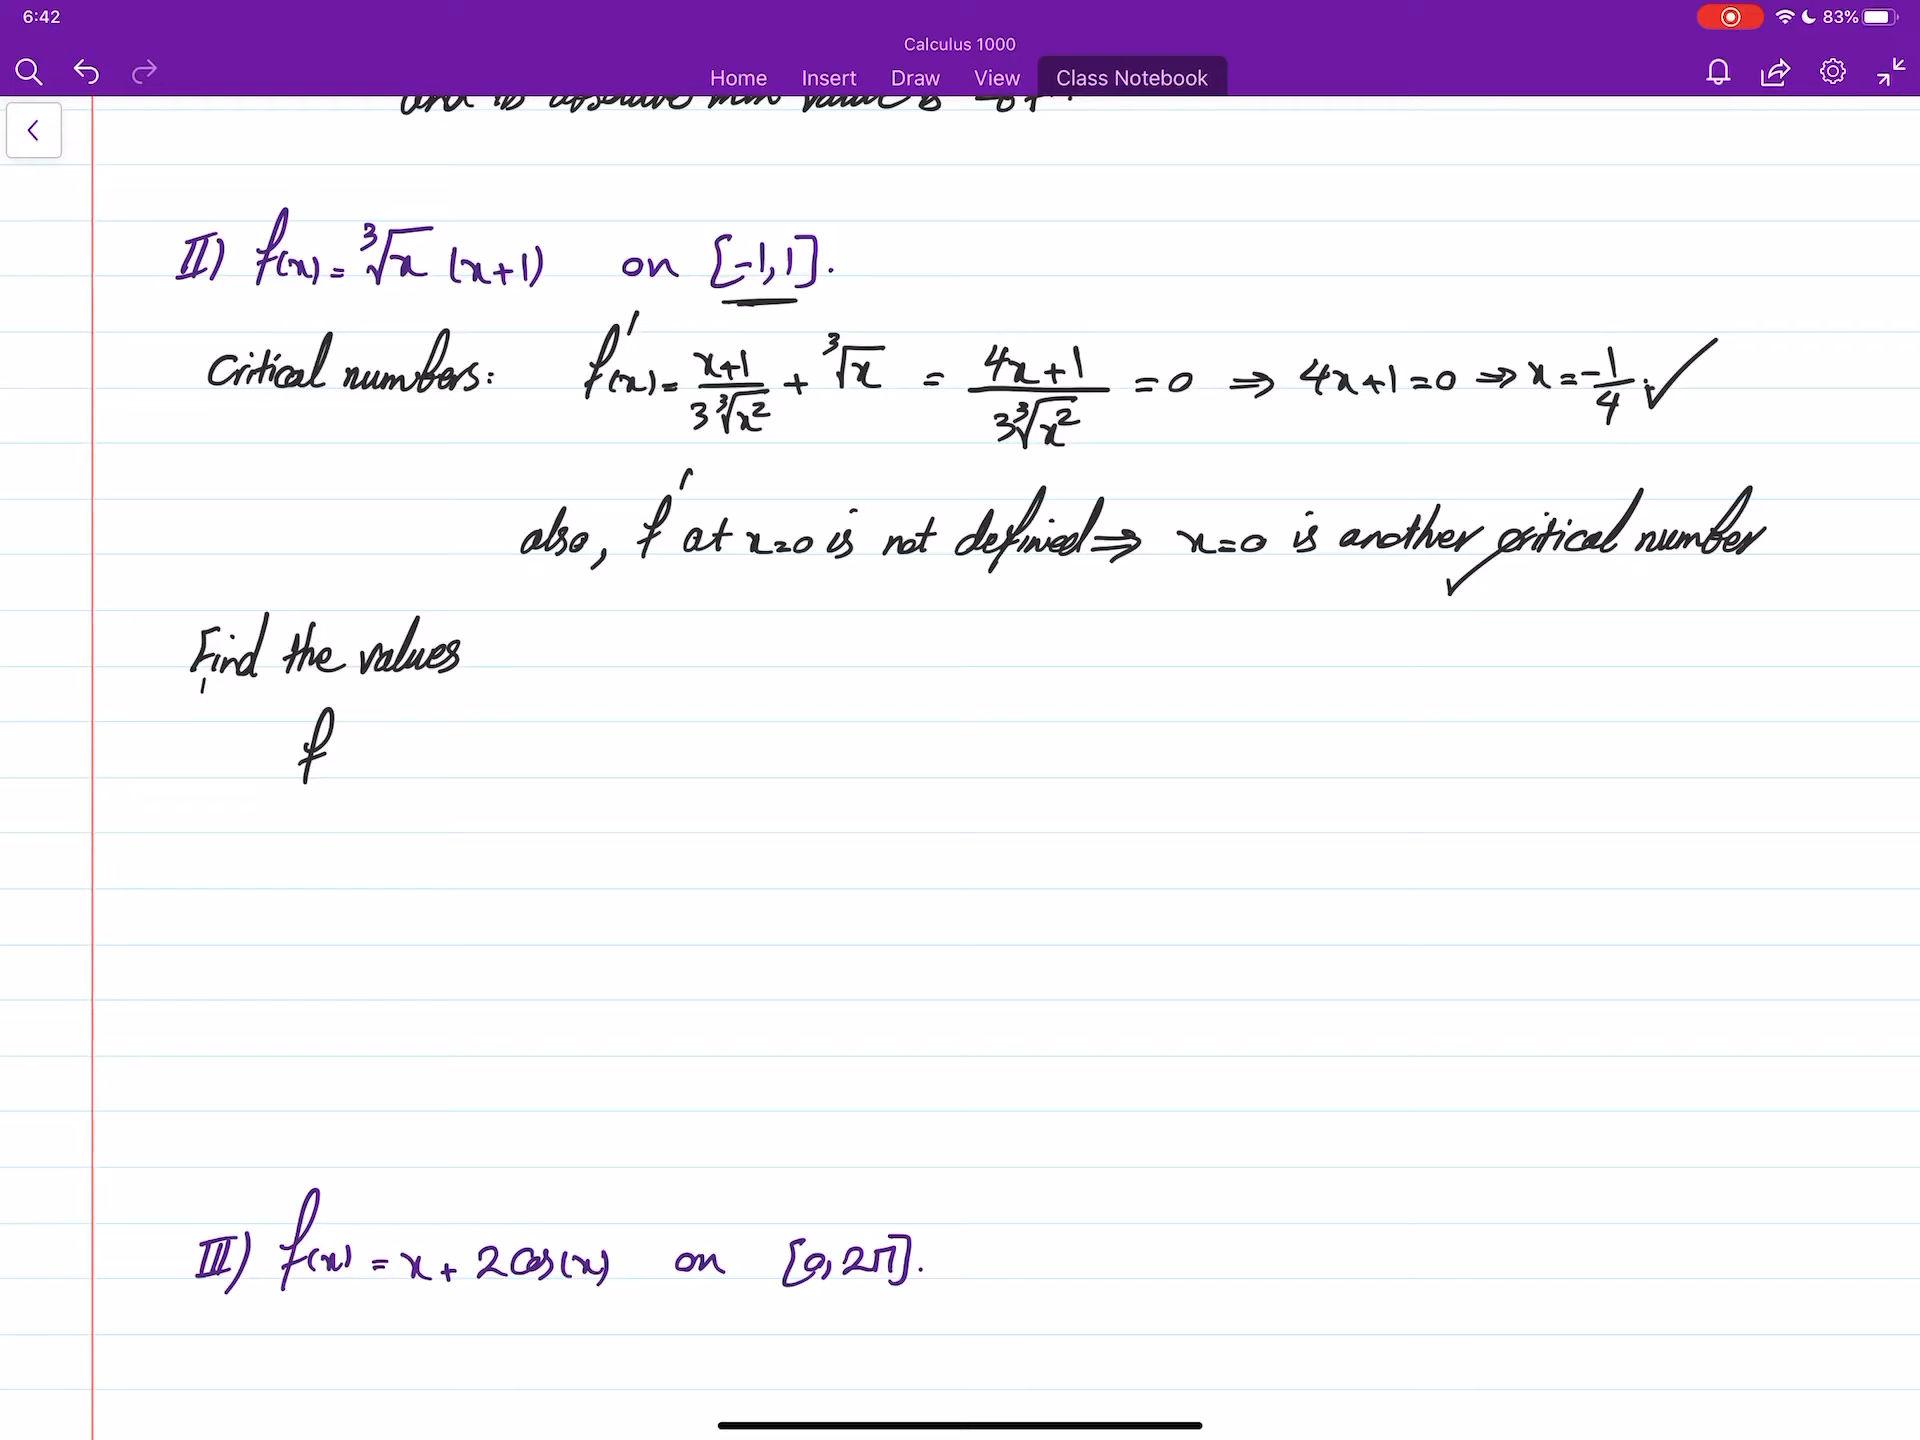 6:42
83%
Calculus 1000
Home Insert Draw View Class Notebook
value is
II) f(x) = ∛x (x+1) on [-1,1].
Critical numbers: f'(x) = (x+1)/(3∛x²) + ∛x = (4x+1)/(3∛x²) = 0 ⇒ 4x+1=0 ⇒ x = -1/4 ✓
also, f' at x=0 is not defined ⇒ x=0 is another critical number ✓
Find the values
f
III) f(x) = x + 2cos(x) on [0,2π].